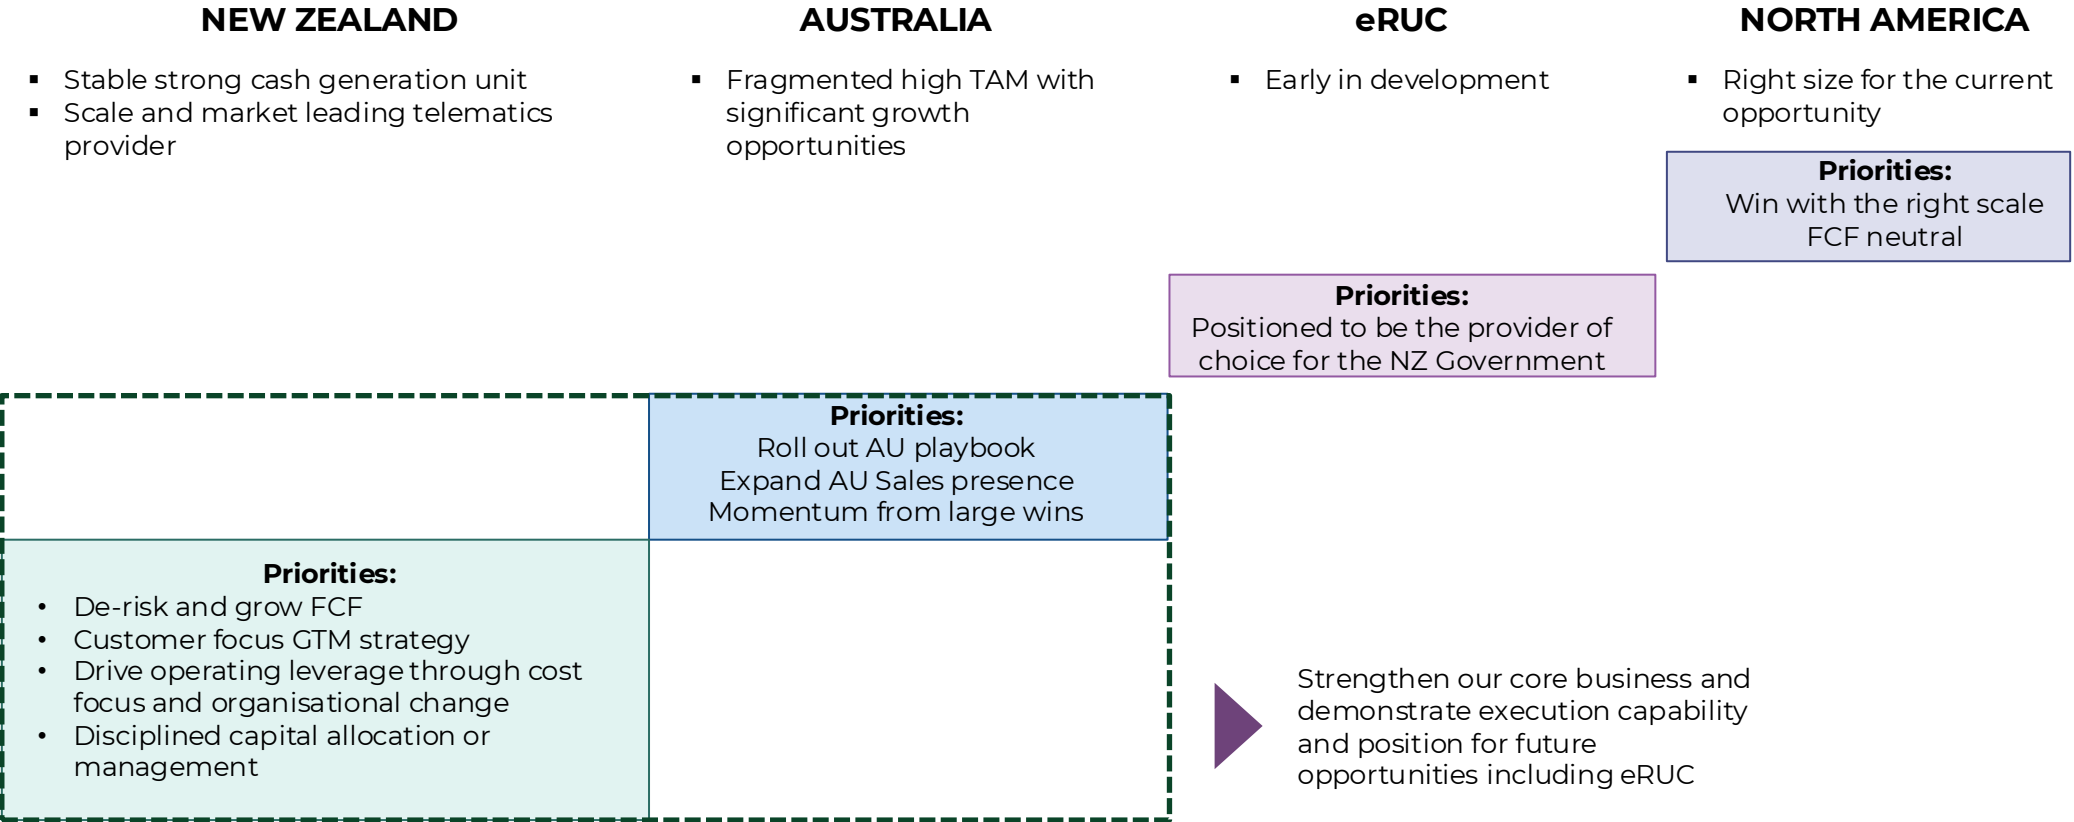 NEW ZEALAND
▪ Stable strong cash generation unit
▪ Scale and market leading telematics
provider
AUSTRALIA
▪ Fragmented high TAM with
significant growth
opportunities
eRUC
▪ Early in development
NORTH AMERICA
▪ Right size for the current
opportunity
Priorities:
Win with the right scale
FCF neutral
Priorities:
Positioned to be the provider of
choice for the NZ Government
Priorities:
Roll out AU playbook
Expand AU Sales presence
Momentum from large wins
Priorities:
• De-risk and grow FCF
• Customer focus GTM strategy
• Drive operating leverage through cost
focus and organisational change
• Disciplined capital allocation or
management
Strengthen our core business and
demonstrate execution capability
and position for future
opportunities including eRUC